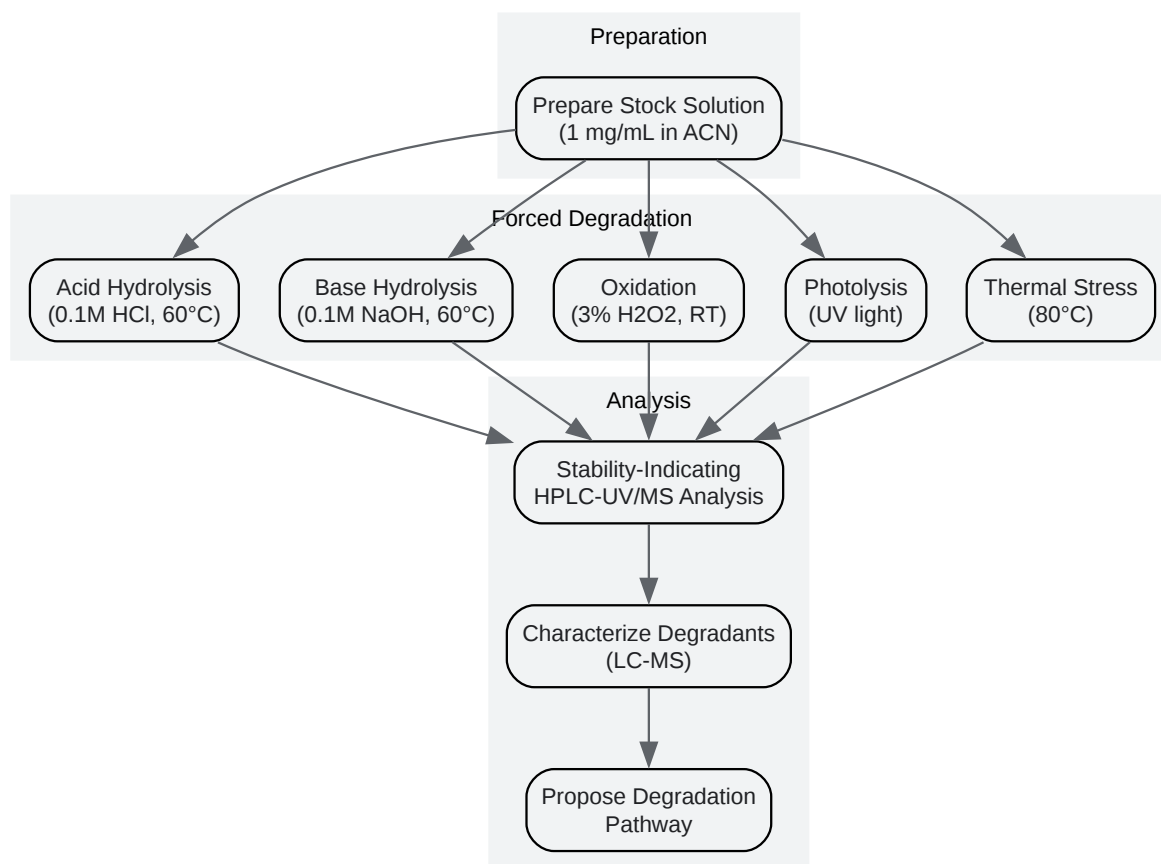 Preparation
Prepare Stock Solution
(1 mg/mL in ACN)
Forced Degradation
Acid Hydrolysis
(0.1M HCl, 60°C)
Base Hydrolysis
(0.1M NaOH, 60°C)
Oxidation
(3% H2O2, RT)
Photolysis
(UV light)
Thermal Stress
(80°C)
Analysis
Stability-Indicating
HPLC-UV/MS Analysis
Characterize Degradants
(LC-MS)
Propose Degradation
Pathway